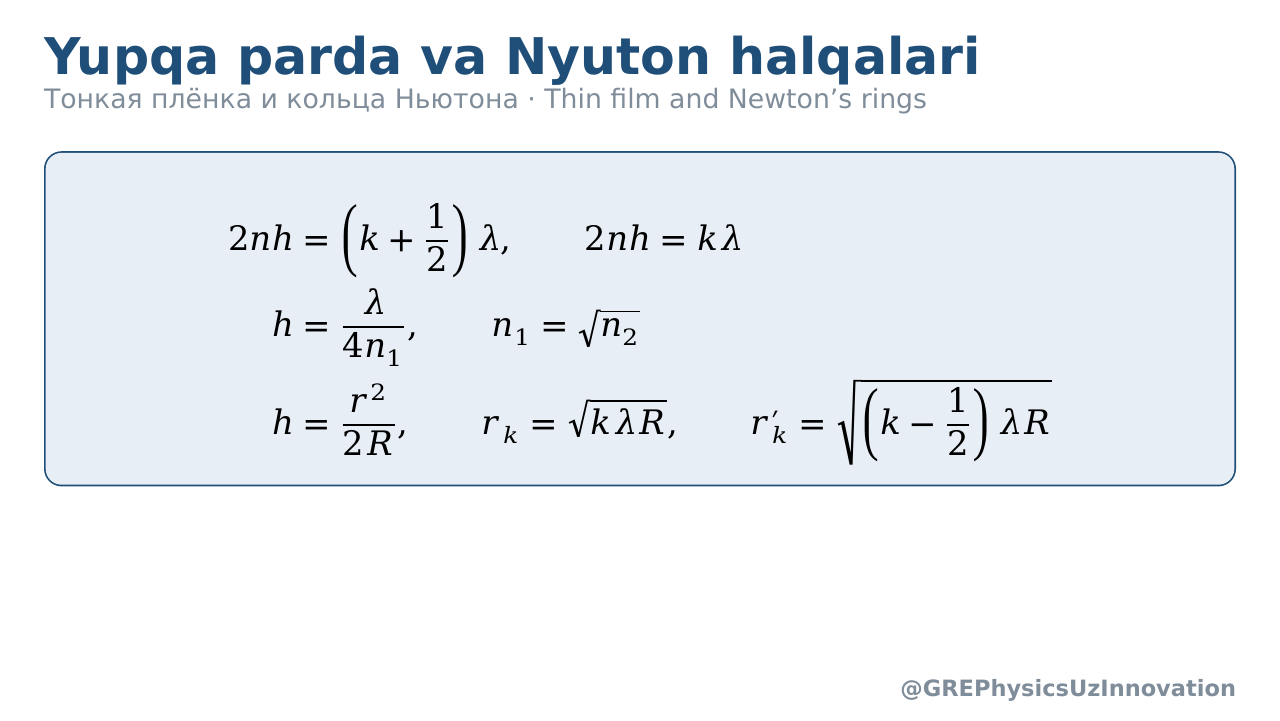 Yupqa parda va Nyuton halqalari
Тонкая плёнка и кольца Ньютона · Thin film and Newton’s rings
2nh = (k + 1/2) λ, 2nh = kλ
h = λ/(4n₁), n₁ = √n₂
h = r²/(2R), r_k = √(kλR), r′_k = √((k − 1/2) λR)
@GREPhysicsUzInnovation